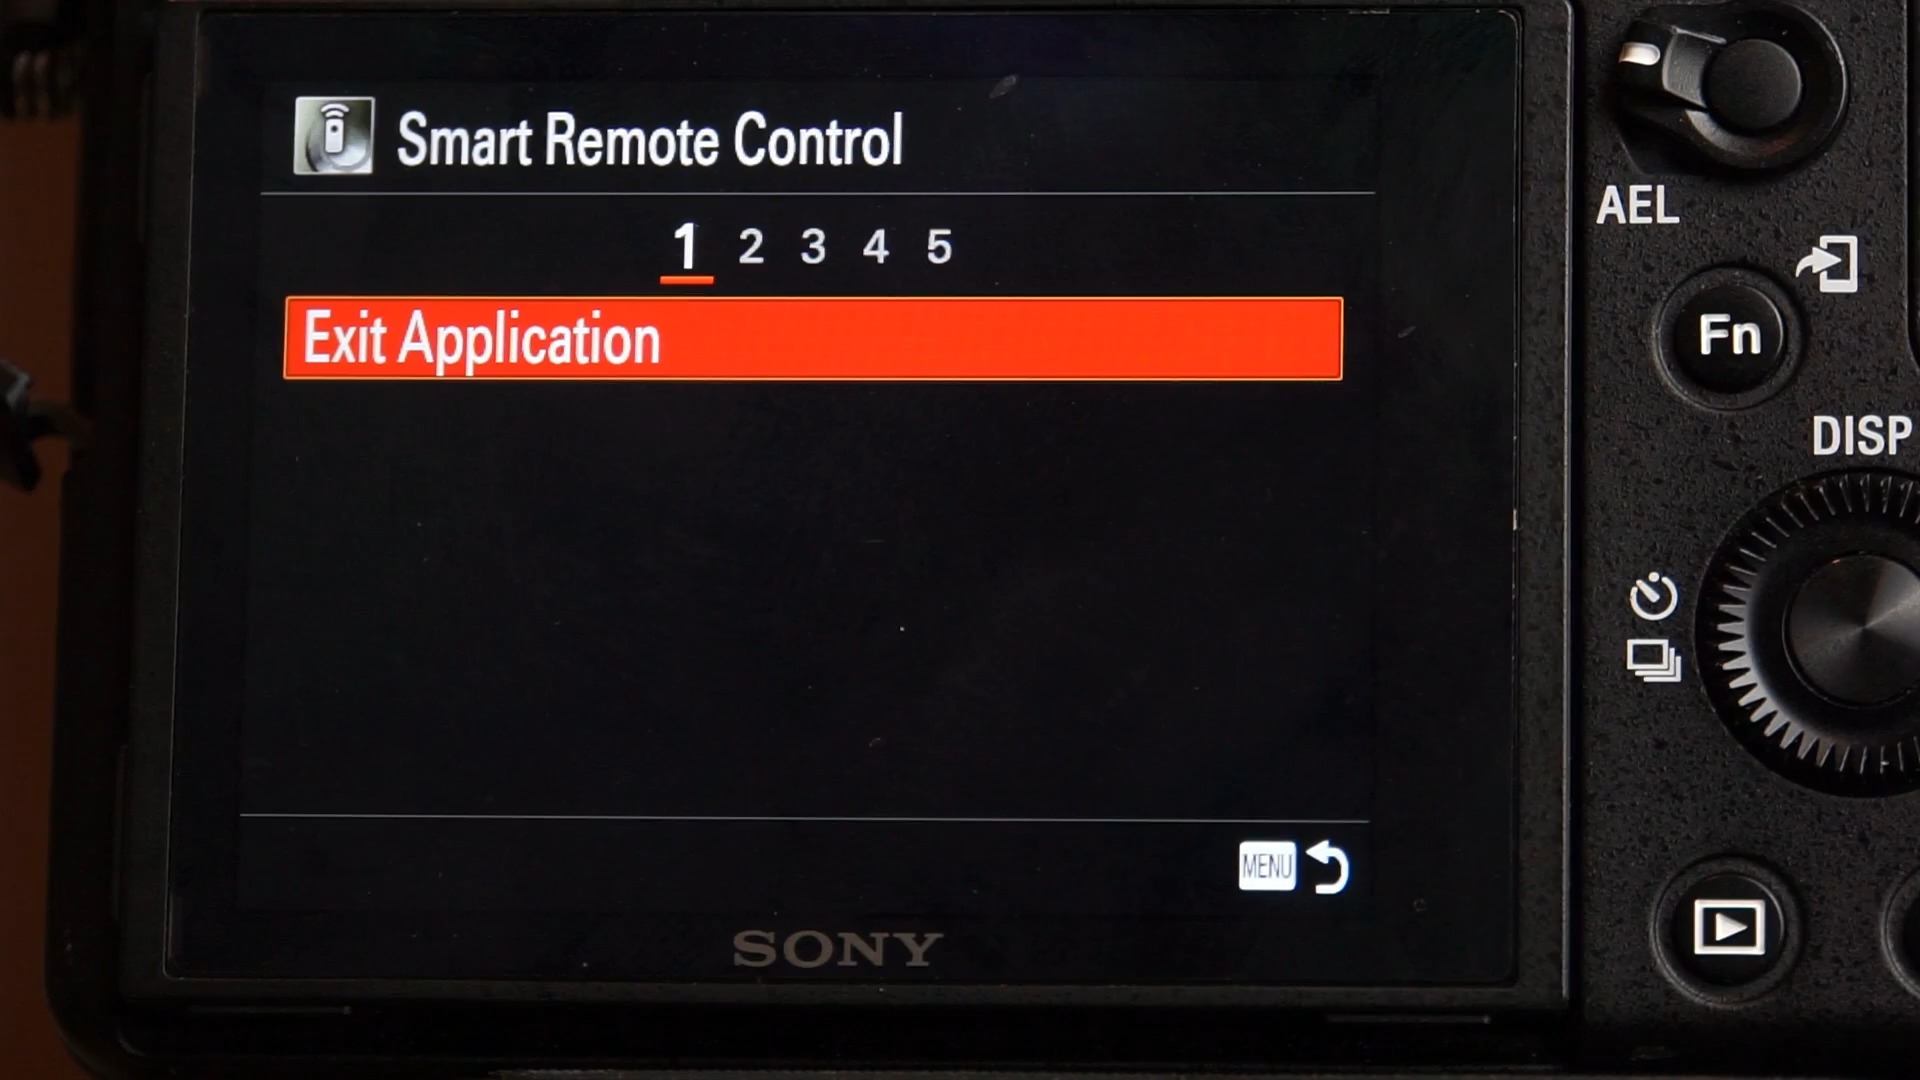 Smart Remote Control
1 2 3 4 5
Exit Application
MENU
SONY
AEL
Fn
DISP